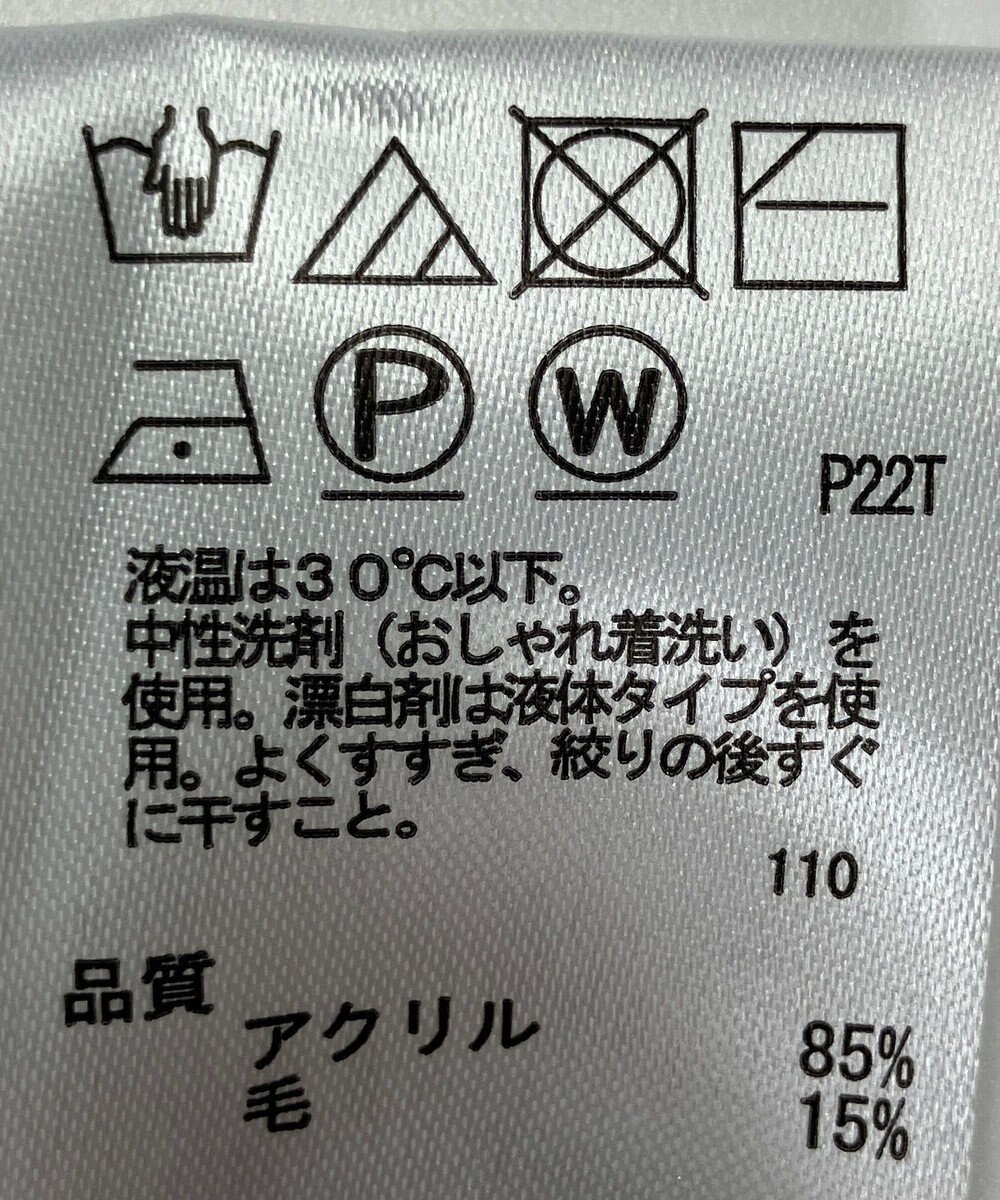 P W
P22T
液温は30℃以下。
中性洗剤（おしゃれ着洗い）を
使用。漂白剤は液体タイプを使
用。よくすすぎ、絞りの後すぐ
に干すこと。
110
品質
アクリル 85%
毛 15%